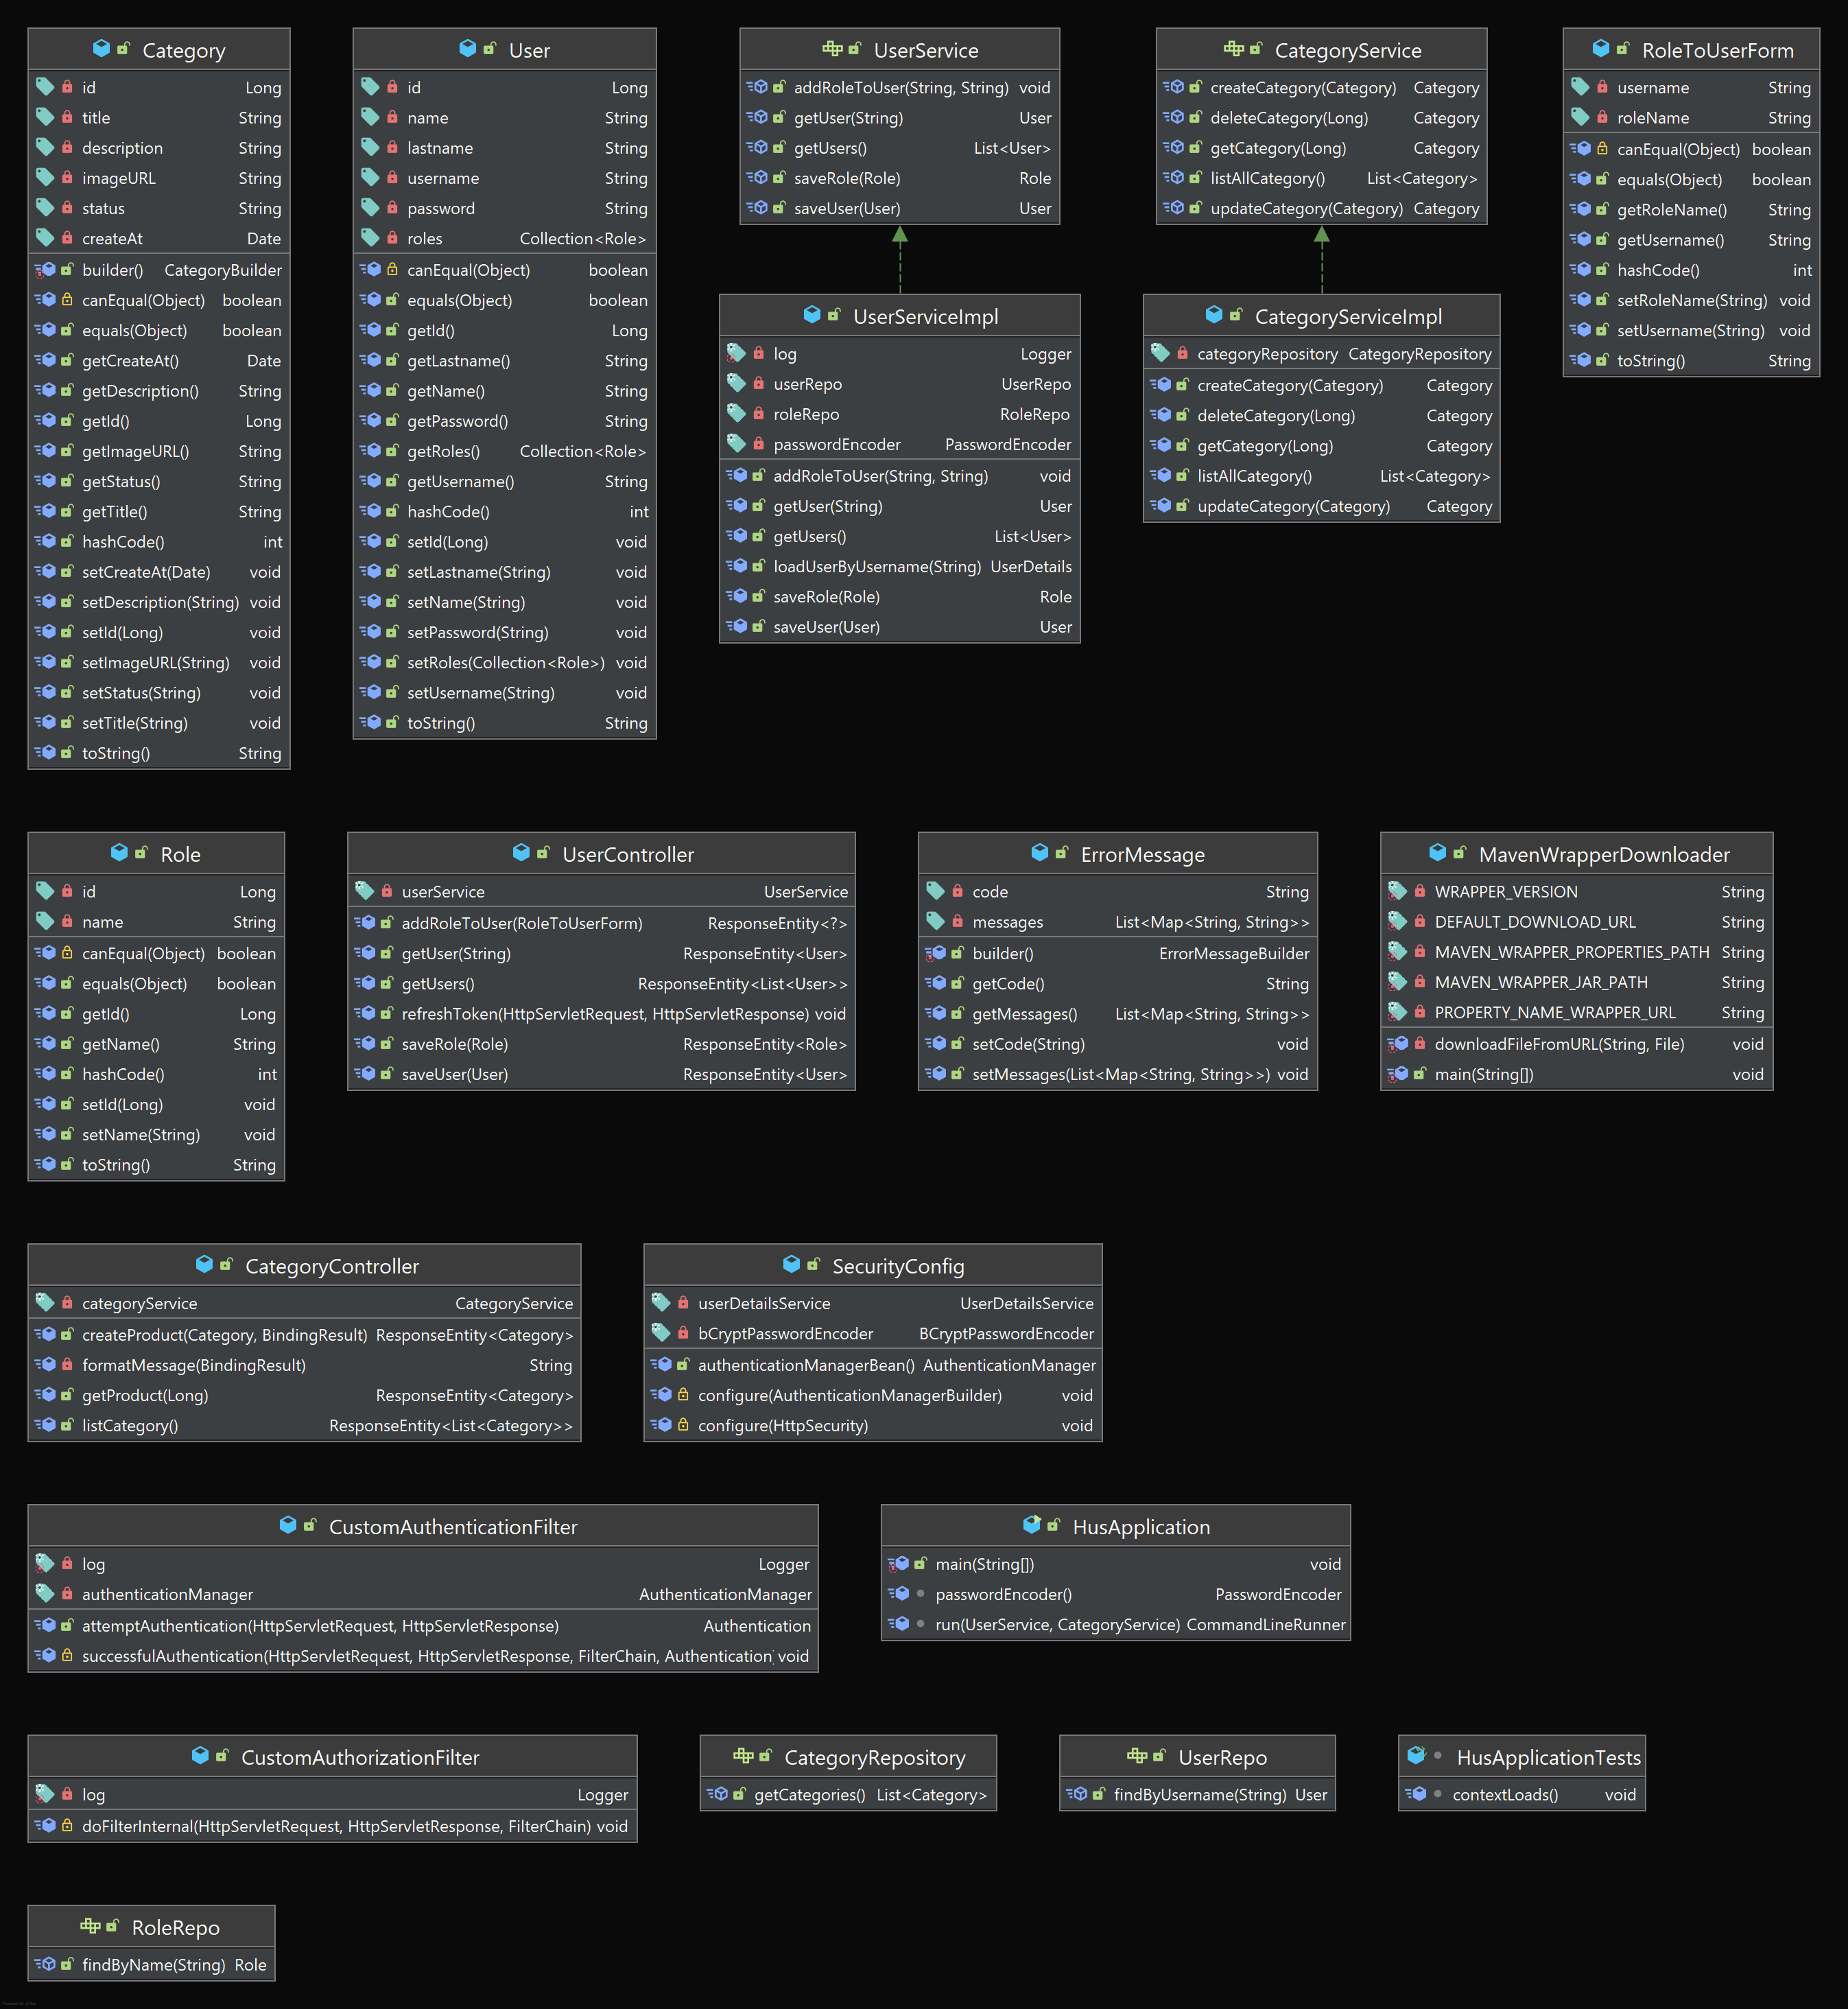 Category
id Long
title String
description String
imageURL String
status String
createAt Date
builder() CategoryBuilder
canEqual(Object) boolean
equals(Object) boolean
getCreateAt() Date
getDescription() String
getId() Long
getImageURL() String
getStatus() String
getTitle() String
hashCode() int
setCreateAt(Date) void
setDescription(String) void
setId(Long) void
setImageURL(String) void
setStatus(String) void
setTitle(String) void
toString() String
User
id Long
name String
lastname String
username String
password String
roles Collection<Role>
canEqual(Object) boolean
equals(Object) boolean
getId() Long
getLastname() String
getName() String
getPassword() String
getRoles() Collection<Role>
getUsername() String
hashCode() int
setId(Long) void
setLastname(String) void
setName(String) void
setPassword(String) void
setRoles(Collection<Role>) void
setUsername(String) void
toString() String
UserService
addRoleToUser(String, String) void
getUser(String) User
getUsers() List<User>
saveRole(Role) Role
saveUser(User) User
UserServiceImpl
log Logger
userRepo UserRepo
roleRepo RoleRepo
passwordEncoder PasswordEncoder
addRoleToUser(String, String) void
getUser(String) User
getUsers() List<User>
loadUserByUsername(String) UserDetails
saveRole(Role) Role
saveUser(User) User
CategoryService
createCategory(Category) Category
deleteCategory(Long) Category
getCategory(Long) Category
listAllCategory() List<Category>
updateCategory(Category) Category
CategoryServiceImpl
categoryRepository CategoryRepository
createCategory(Category) Category
deleteCategory(Long) Category
getCategory(Long) Category
listAllCategory() List<Category>
updateCategory(Category) Category
RoleToUserForm
username String
roleName String
canEqual(Object) boolean
equals(Object) boolean
getRoleName() String
getUsername() String
hashCode() int
setRoleName(String) void
setUsername(String) void
toString() String
Role
id Long
name String
canEqual(Object) boolean
equals(Object) boolean
getId() Long
getName() String
hashCode() int
setId(Long) void
setName(String) void
toString() String
UserController
userService UserService
addRoleToUser(RoleToUserForm) ResponseEntity<?>
getUser(String) ResponseEntity<User>
getUsers() ResponseEntity<List<User>>
refreshToken(HttpServletRequest, HttpServletResponse) void
saveRole(Role) ResponseEntity<Role>
saveUser(User) ResponseEntity<User>
ErrorMessage
code String
messages List<Map<String, String>>
builder() ErrorMessageBuilder
getCode() String
getMessages() List<Map<String, String>>
setCode(String) void
setMessages(List<Map<String, String>>) void
MavenWrapperDownloader
WRAPPER_VERSION String
DEFAULT_DOWNLOAD_URL String
MAVEN_WRAPPER_PROPERTIES_PATH String
MAVEN_WRAPPER_JAR_PATH String
PROPERTY_NAME_WRAPPER_URL String
downloadFileFromURL(String, File) void
main(String[]) void
CategoryController
categoryService CategoryService
createProduct(Category, BindingResult) ResponseEntity<Category>
formatMessage(BindingResult) String
getProduct(Long) ResponseEntity<Category>
listCategory() ResponseEntity<List<Category>>
SecurityConfig
userDetailsService UserDetailsService
bCryptPasswordEncoder BCryptPasswordEncoder
authenticationManagerBean() AuthenticationManager
configure(AuthenticationManagerBuilder) void
configure(HttpSecurity) void
CustomAuthenticationFilter
log Logger
authenticationManager AuthenticationManager
attemptAuthentication(HttpServletRequest, HttpServletResponse) Authentication
successfulAuthentication(HttpServletRequest, HttpServletResponse, FilterChain, Authentication void
HusApplication
main(String[]) void
passwordEncoder() PasswordEncoder
run(UserService, CategoryService) CommandLineRunner
CustomAuthorizationFilter
log Logger
doFilterInternal(HttpServletRequest, HttpServletResponse, FilterChain) void
CategoryRepository
getCategories() List<Category>
UserRepo
findByUsername(String) User
HusApplicationTests
contextLoads() void
RoleRepo
findByName(String) Role